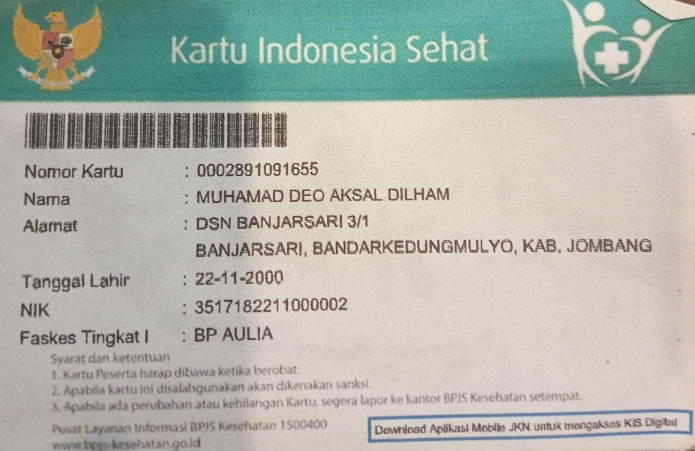 Kartu Indonesia Sehat
Nomor Kartu : 0002891091655
Nama : MUHAMAD DEO AKSAL DILHAM
Alamat : DSN BANJARSARI 3/1
BANJARSARI, BANDARKEDUNGMULYO, KAB. JOMBANG
Tanggal Lahir : 22-11-2000
NIK : 3517182211000002
Faskes Tingkat I : BP AULIA
Syarat dan ketentuan
1. Kartu Peserta harap dibawa ketika berobat.
2. Apabila kartu ini disalahgunakan akan dikenakan sanksi.
3. Apabila ada perubahan atau kehilangan Kartu, segera lapor ke kantor BPJS Kesehatan setempat.
Pusat Layanan Informasi BPJS Kesehatan 1500400
www.bpjs-kesehatan.go.id
Download Aplikasi Mobile JKN untuk mengakses KIS Digital